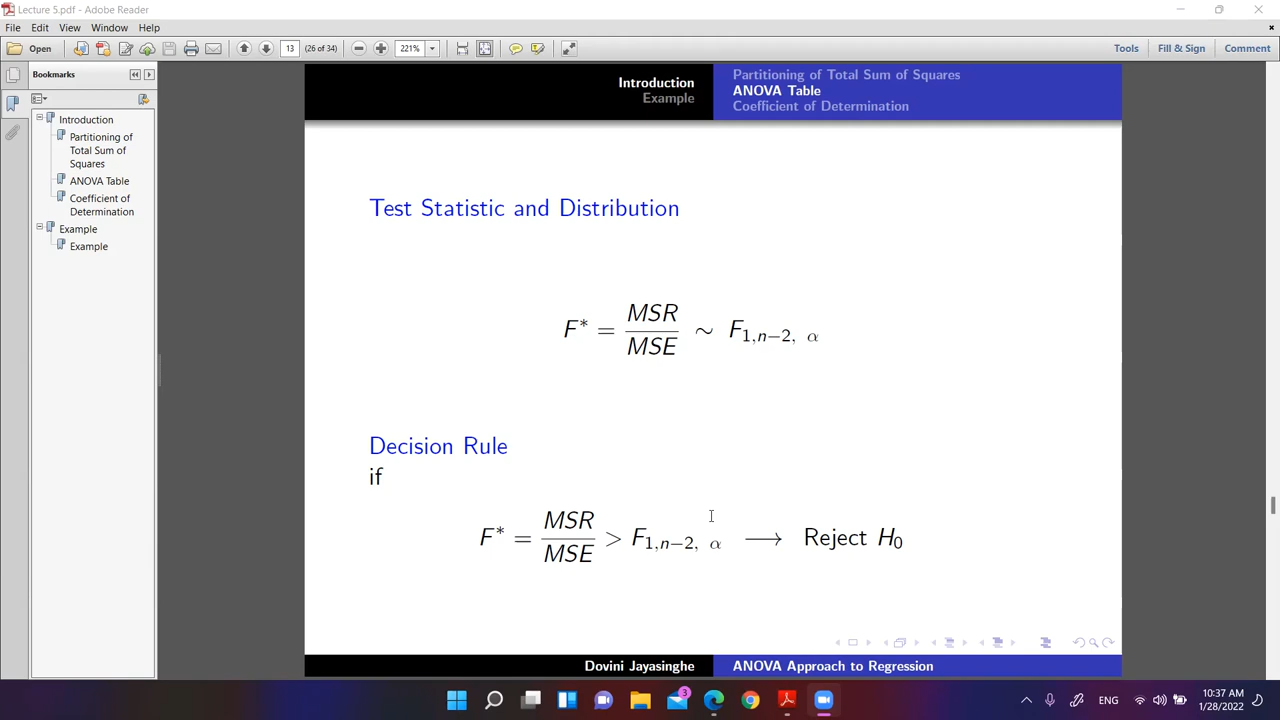 Lecture 5.pdf - Adobe Reader
File Edit View Window Help
Open 13 (26 of 34) 221% Tools Fill & Sign Comment
Bookmarks
Introduction
Partitioning of
Total Sum of
Squares
ANOVA Table
Coefficient of
Determination
Example
Example
Introduction
Example
Partitioning of Total Sum of Squares
ANOVA Table
Coefficient of Determination
Test Statistic and Distribution
F* = MSR/MSE ~ F1,n−2, α
Decision Rule
if
F* = MSR/MSE > F1,n−2, α ⟶ Reject H0
Dovini Jayasinghe ANOVA Approach to Regression
3
ENG
10:37 AM
1/28/2022